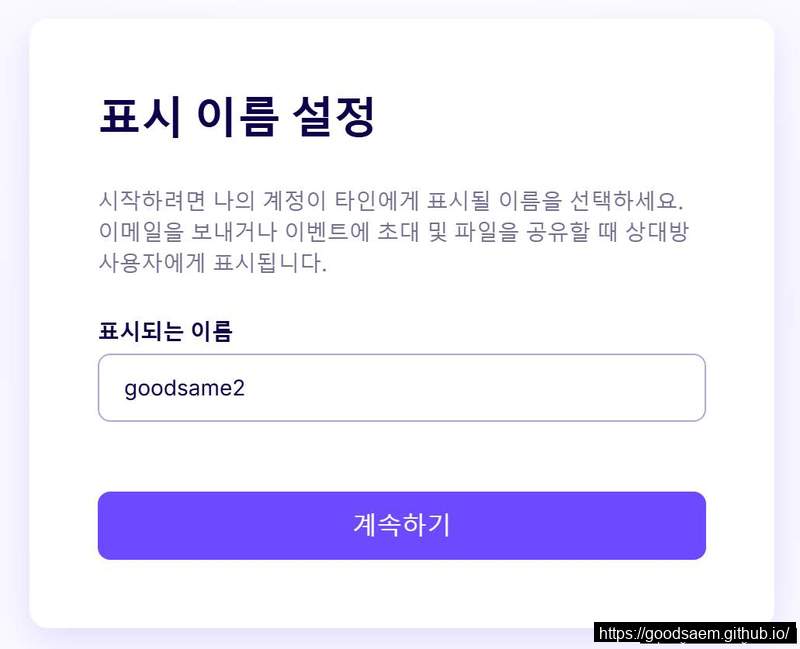 표시 이름 설정
시작하려면 나의 계정이 타인에게 표시될 이름을 선택하세요.
이메일을 보내거나 이벤트에 초대 및 파일을 공유할 때 상대방
사용자에게 표시됩니다.
표시되는 이름
goodsame2
계속하기
https://goodsaem.github.io/